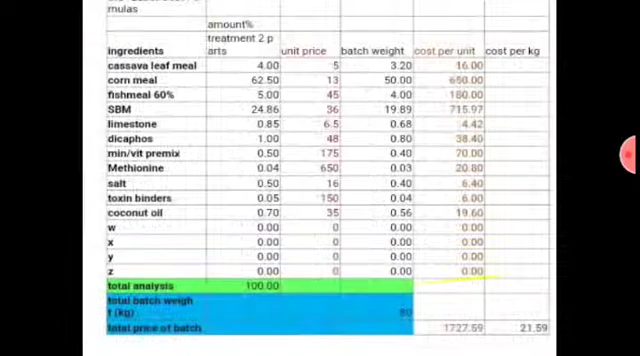 mulas
amount%
treatment 2 p
ingredients arts unit price batch weight cost per unit cost per kg
cassava leaf meal 4.00 5 3.20 16.00
corn meal 62.50 13 50.00 650.00
fishmeal 60% 5.00 45 4.00 180.00
SBM 24.86 36 19.89 715.97
limestone 0.85 6.5 0.68 4.42
dicaphos 1.00 48 0.80 38.40
min/vit premix 0.50 175 0.40 70.00
Methionine 0.04 650 0.03 20.80
salt 0.50 16 0.40 6.40
toxin binders 0.05 150 0.04 6.00
coconut oil 0.70 35 0.56 19.60
w 0.00 0 0.00 0.00
x 0.00 0 0.00 0.00
y 0.00 0 0.00 0.00
z 0.00 0 0.00 0.00
total analysis 100.00
total batch weigh
t (kg) 80
total price of batch 1727.59 21.59